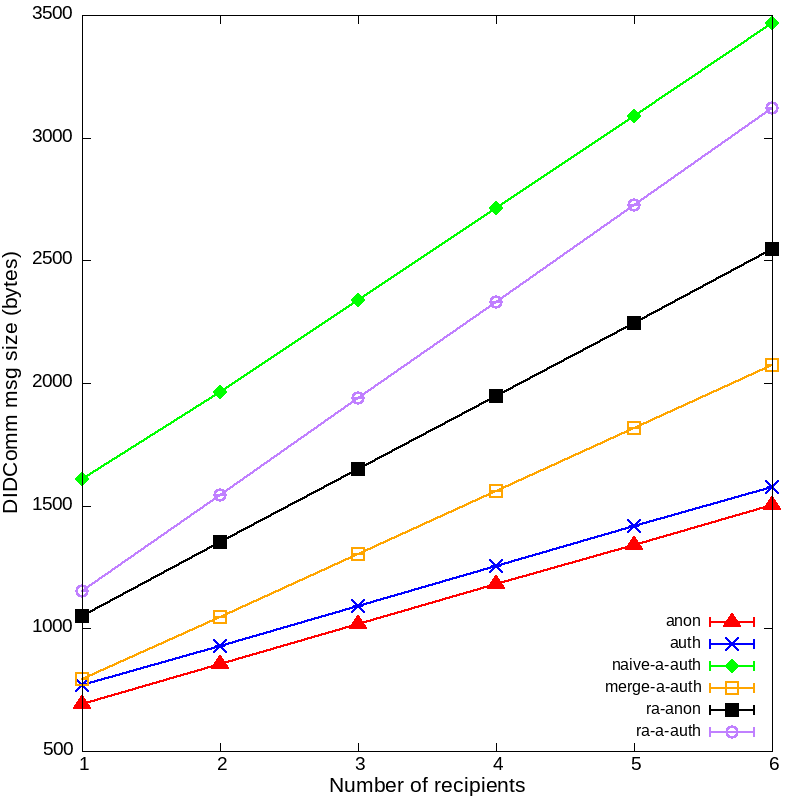 3500
3000
2500
2000
1500
1000
500
DIDComm msg size (bytes)
anon
auth
naive-a-auth
merge-a-auth
ra-anon
ra-a-auth
1 2 3 4 5 6
Number of recipients